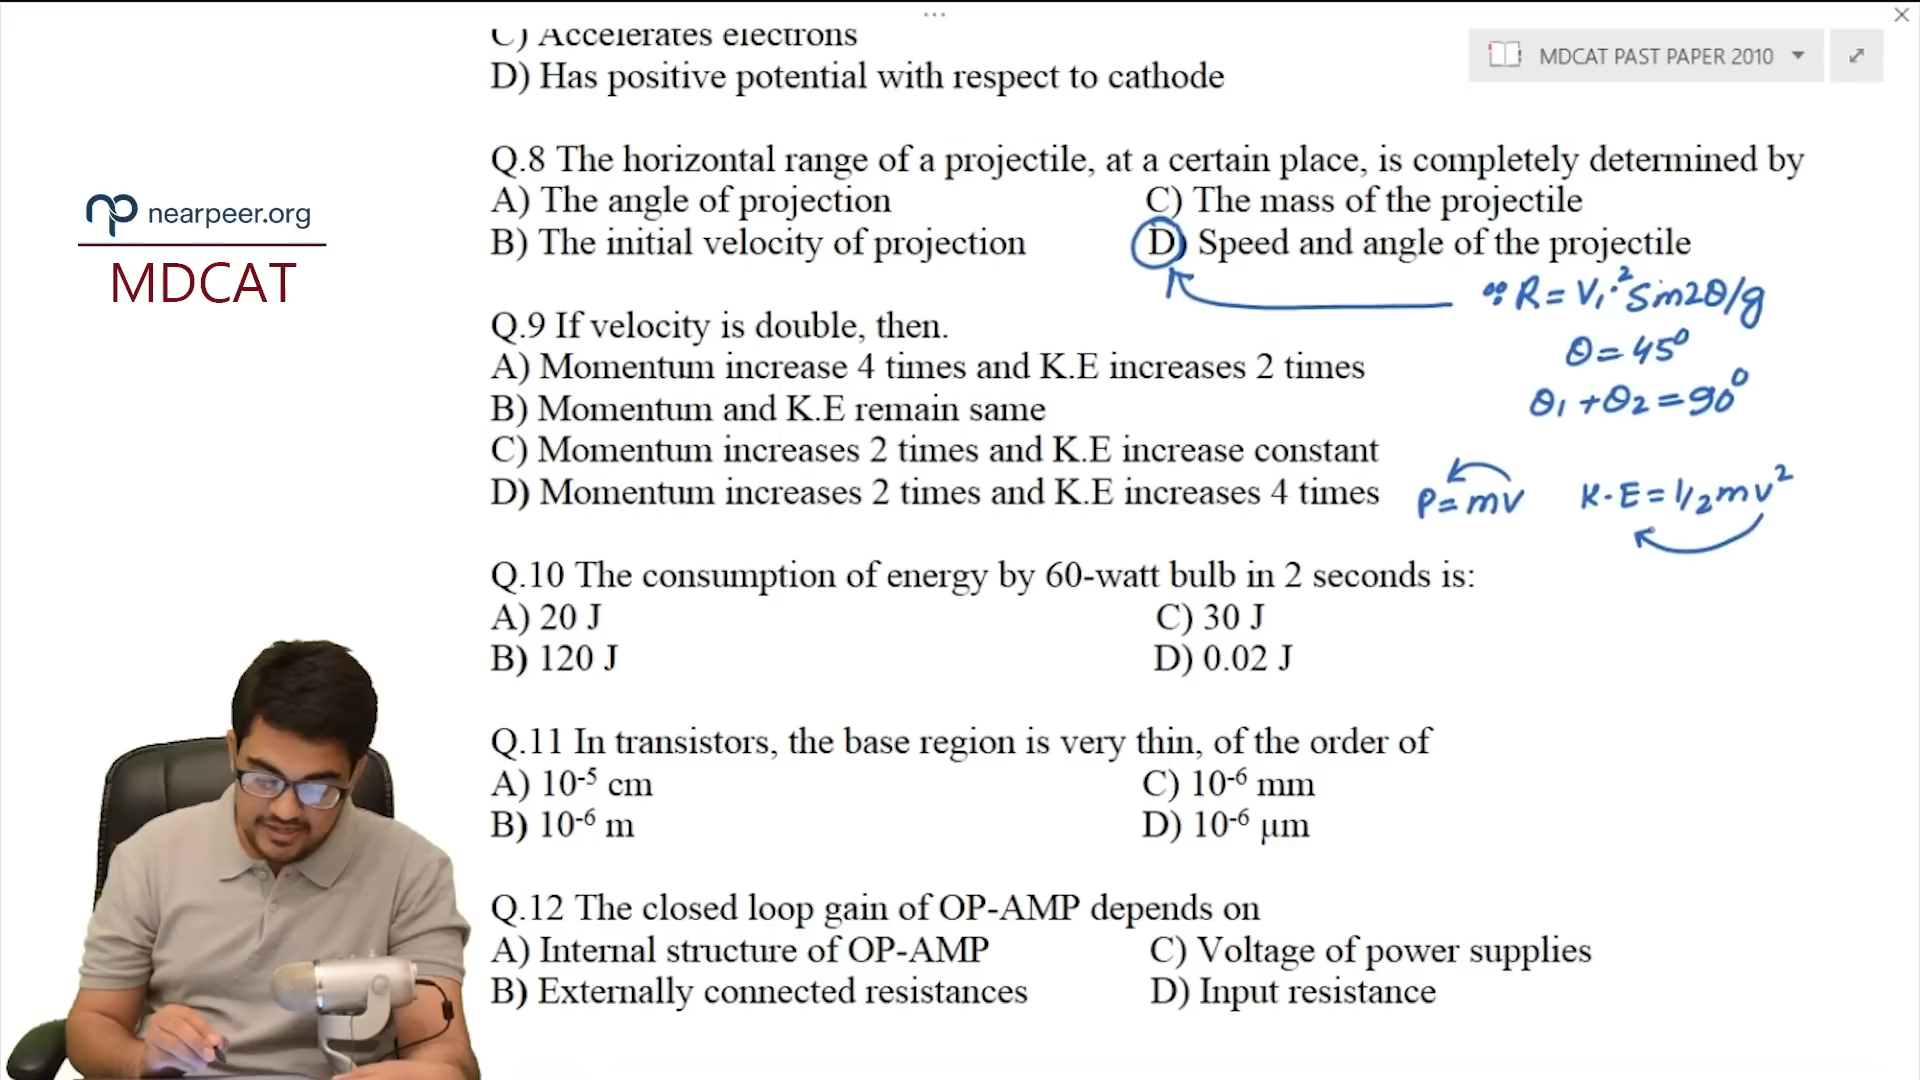 ...
C) Accelerates electrons
D) Has positive potential with respect to cathode
MDCAT PAST PAPER 2010
nearpeer.org
MDCAT
Q.8 The horizontal range of a projectile, at a certain place, is completely determined by
A) The angle of projection
C) The mass of the projectile
B) The initial velocity of projection
D) Speed and angle of the projectile
∵ R = Vi² Sin2θ/g
θ = 45°
θ1 + θ2 = 90°
Q.9 If velocity is double, then.
A) Momentum increase 4 times and K.E increases 2 times
B) Momentum and K.E remain same
C) Momentum increases 2 times and K.E increase constant
D) Momentum increases 2 times and K.E increases 4 times
P = mv
K.E = 1/2 mv²
Q.10 The consumption of energy by 60-watt bulb in 2 seconds is:
A) 20 J
C) 30 J
B) 120 J
D) 0.02 J
Q.11 In transistors, the base region is very thin, of the order of
A) 10⁻⁵ cm
C) 10⁻⁶ mm
B) 10⁻⁶ m
D) 10⁻⁶ µm
Q.12 The closed loop gain of OP-AMP depends on
A) Internal structure of OP-AMP
C) Voltage of power supplies
B) Externally connected resistances
D) Input resistance